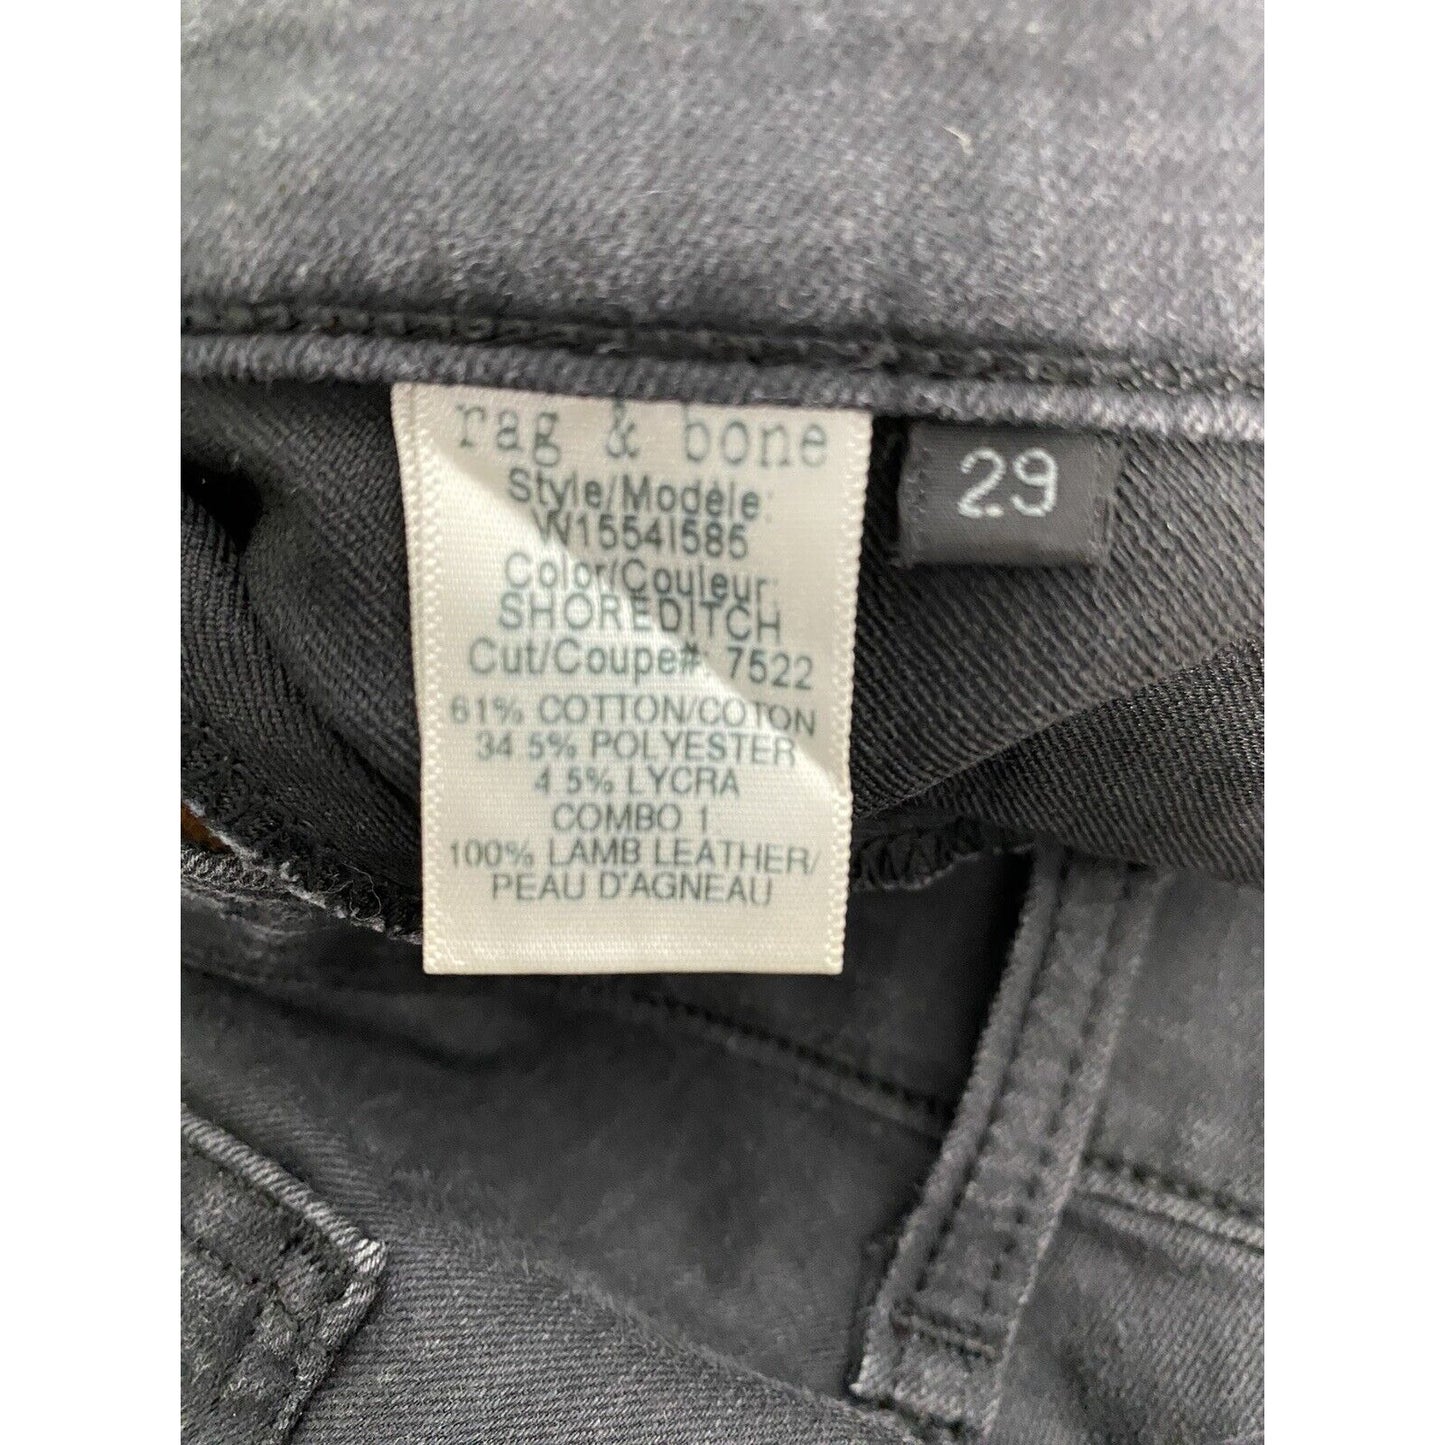 rag & bone
Style/Modèle:
W1554I585
Color/Couleur:
SHOREDITCH
Cut/Coupe#: 7522
61% COTTON/COTON
34.5% POLYESTER
4.5% LYCRA
COMBO 1
100% LAMB LEATHER/
PEAU D'AGNEAU
29